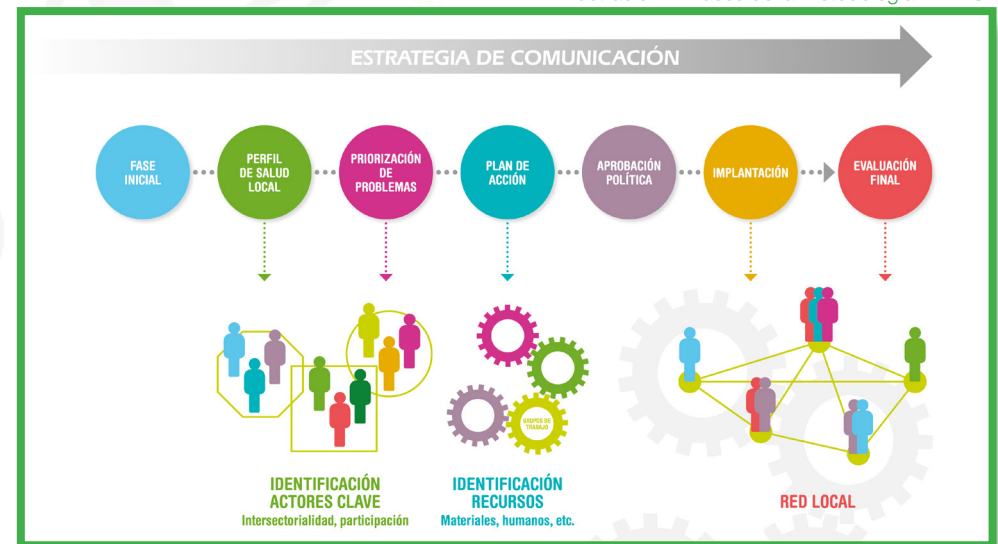 ESTRATEGIA DE COMUNICACIÓN
FASE
INICIAL
PERFIL
DE SALUD
LOCAL
PRIORIZACIÓN
DE
PROBLEMAS
PLAN DE
ACCIÓN
APROBACIÓN
POLÍTICA
IMPLANTACIÓN
EVALUACIÓN
FINAL
GRUPOS DE
TRABAJO
IDENTIFICACIÓN
ACTORES CLAVE
Intersectorialidad, participación
IDENTIFICACIÓN
RECURSOS
Materiales, humanos, etc.
RED LOCAL